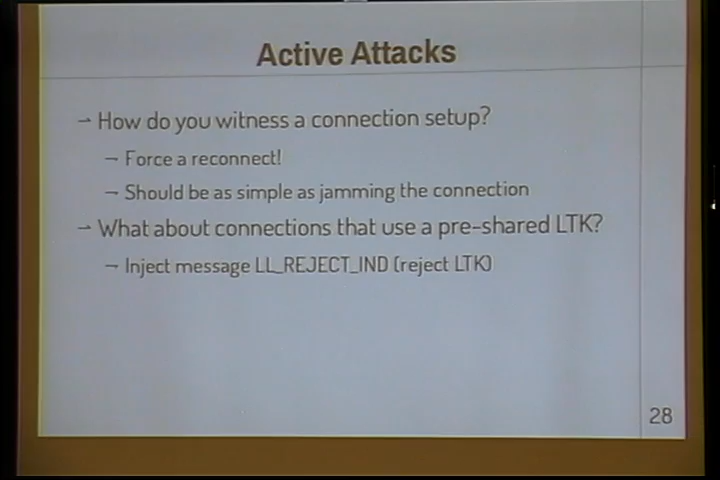 Active Attacks
→ How do you witness a connection setup?
→ Force a reconnect!
→ Should be as simple as jamming the connection
→ What about connections that use a pre-shared LTK?
→ Inject message LL_REJECT_IND (reject LTK)
28